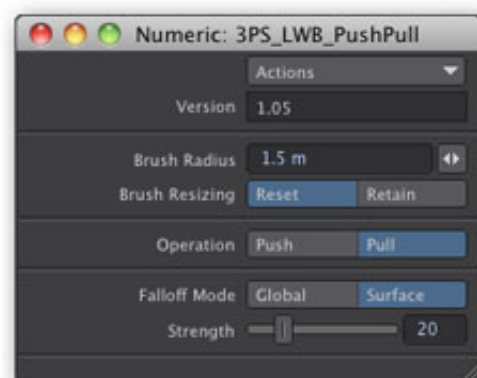 Numeric: 3PS_LWB_PushPull
Actions
Version 1.05
Brush Radius 1.5 m
Brush Resizing Reset Retain
Operation Push Pull
Falloff Mode Global Surface
Strength 20